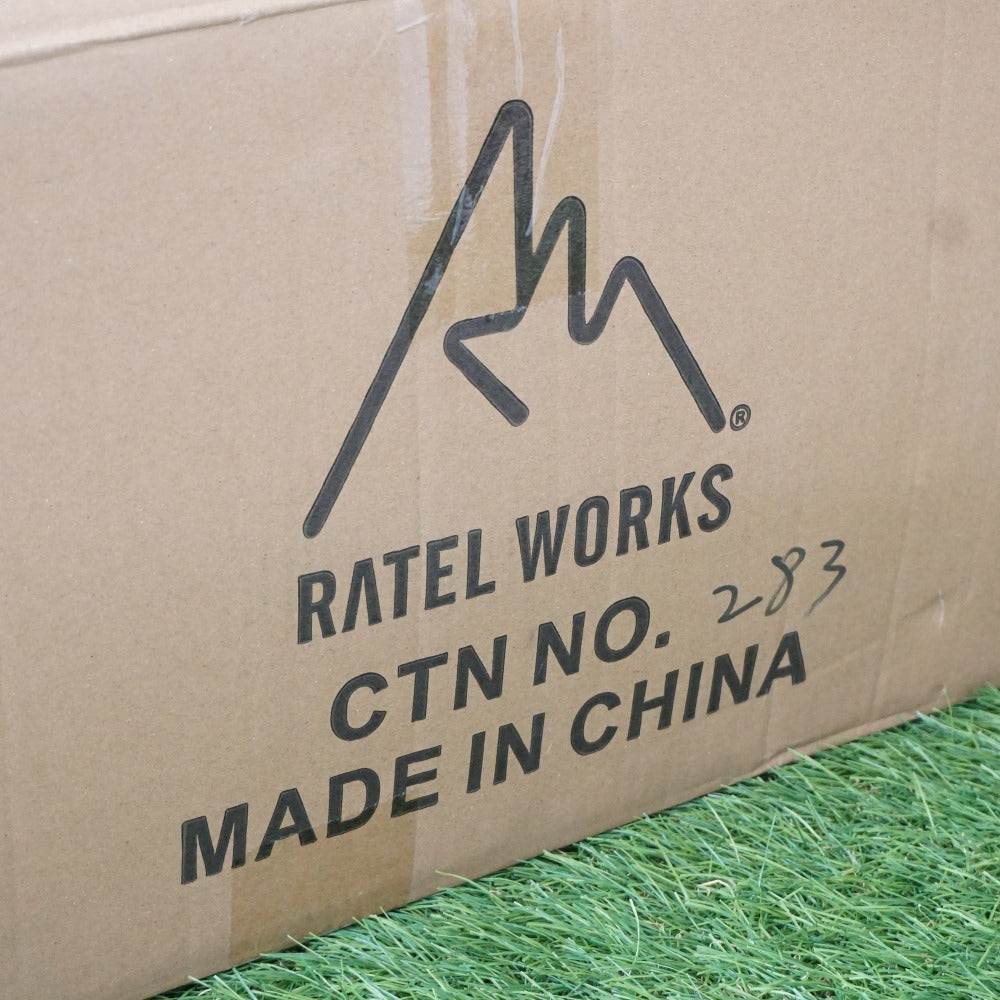 ®
RATEL WORKS
CTN NO. 283
MADE IN CHINA